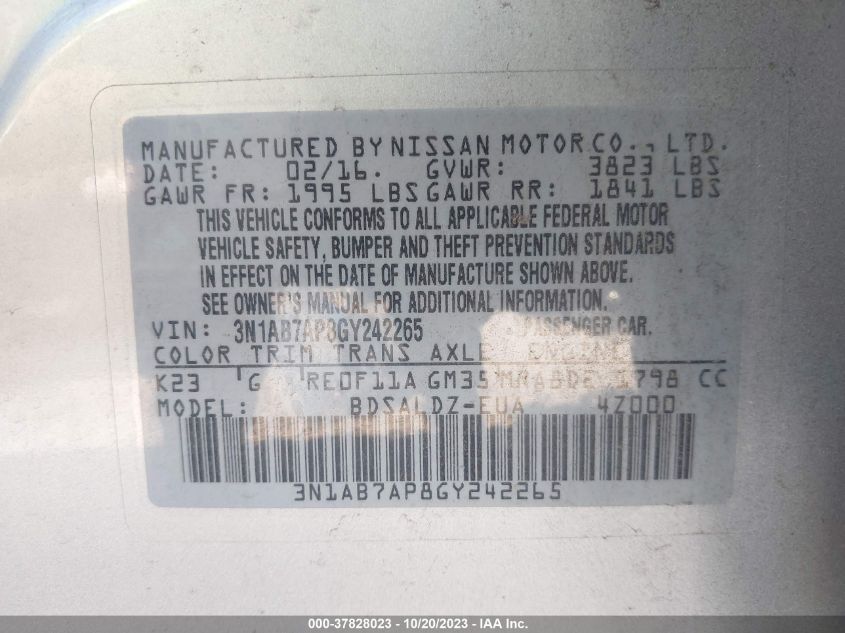 MANUFACTURED BY NISSAN MOTOR CO., LTD.
DATE: 02/16. GVWR: 3823 LBS
GAWR FR: 1995 LBS GAWR RR: 1841 LBS
THIS VEHICLE CONFORMS TO ALL APPLICABLE FEDERAL MOTOR
VEHICLE SAFETY, BUMPER AND THEFT PREVENTION STANDARDS
IN EFFECT ON THE DATE OF MANUFACTURE SHOWN ABOVE.
SEE OWNER'S MANUAL FOR ADDITIONAL INFORMATION.
VIN: 3N1AB7AP8GY242265 PASSENGER CAR.
COLOR TRIM TRANS AXLE ENGINE
K23 G RE0F11A GM35 MRA8DE 1798 CC
MODEL: BDSALDZ-EUA 4Z000
3N1AB7AP8GY242265
000-37828023 - 10/20/2023 - IAA Inc.